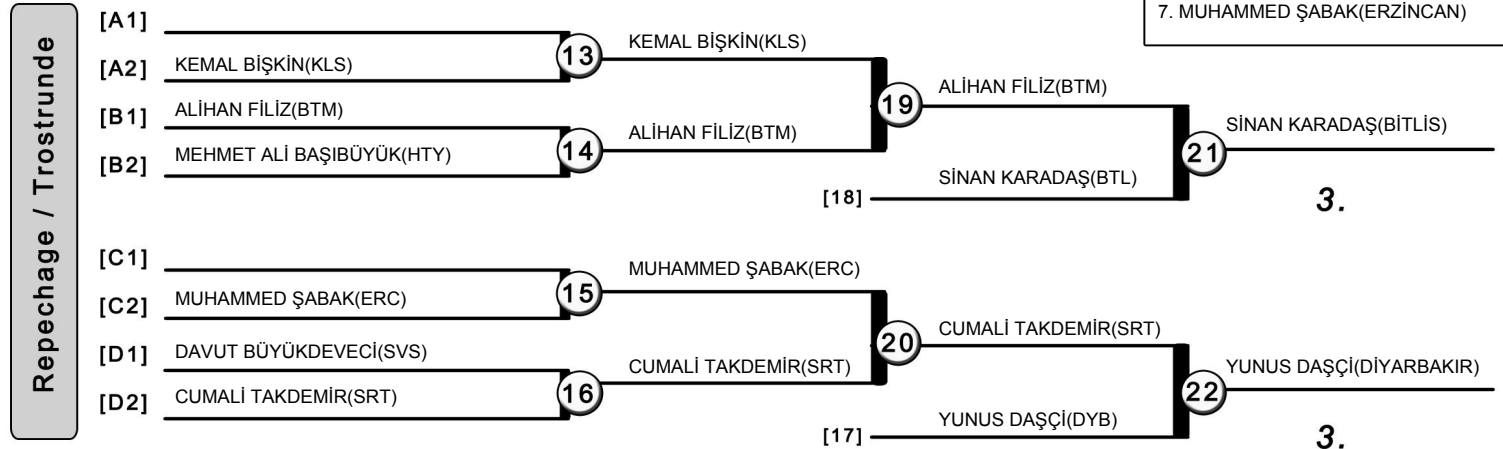 7. MUHAMMED ŞABAK(ERZİNCAN)
Repechage / Trostrunde
[A1]
[A2] KEMAL BİŞKİN(KLS)
13
KEMAL BİŞKİN(KLS)
[B1] ALİHAN FİLİZ(BTM)
[B2] MEHMET ALİ BAŞIBÜYÜK(HTY)
14
ALİHAN FİLİZ(BTM)
19
ALİHAN FİLİZ(BTM)
[18] SİNAN KARADAŞ(BTL)
21
SİNAN KARADAŞ(BİTLİS)
3.
[C1]
[C2] MUHAMMED ŞABAK(ERC)
15
MUHAMMED ŞABAK(ERC)
[D1] DAVUT BÜYÜKDEVECİ(SVS)
[D2] CUMALİ TAKDEMİR(SRT)
16
CUMALİ TAKDEMİR(SRT)
20
CUMALİ TAKDEMİR(SRT)
[17] YUNUS DAŞÇİ(DYB)
22
YUNUS DAŞÇİ(DİYARBAKIR)
3.